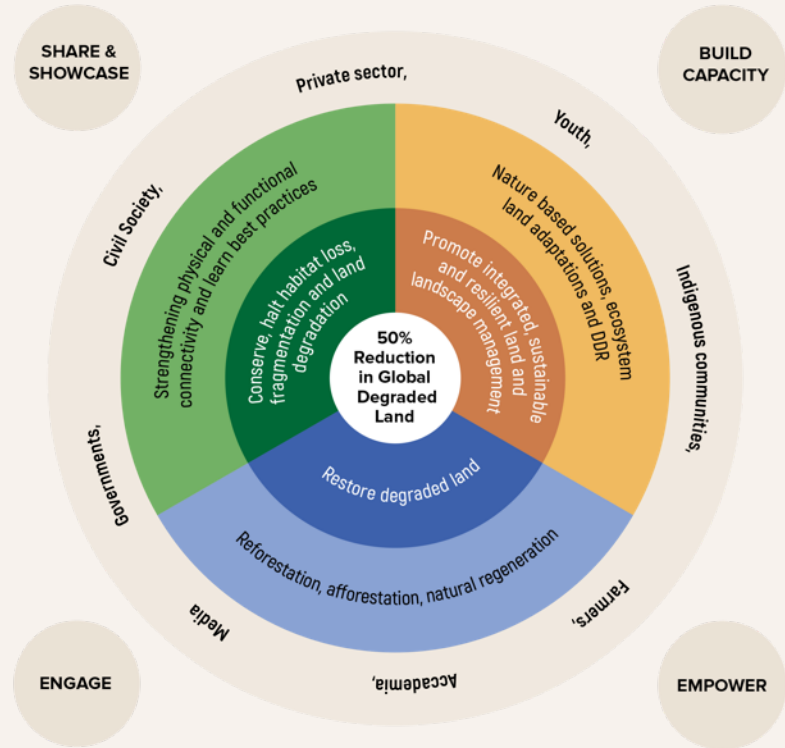 SHARE &
SHOWCASE
BUILD
CAPACITY
Private sector,
Youth,
Indigenous communities,
Farmers,
Accademia,
Media
Governments,
Civil Society,
Strengthening physical and functional
connectivity and learn best practices
Nature based solutions, ecosystem
land adaptations and DDR
Reforestation, afforestation, natural regeneration
Conserve, halt habitat loss,
fragmentation and land
degradation
Promote integrated, sustainable
and resilient land and
landscape management
Restore degraded land
50%
Reduction
in Global
Degraded
Land
ENGAGE
EMPOWER